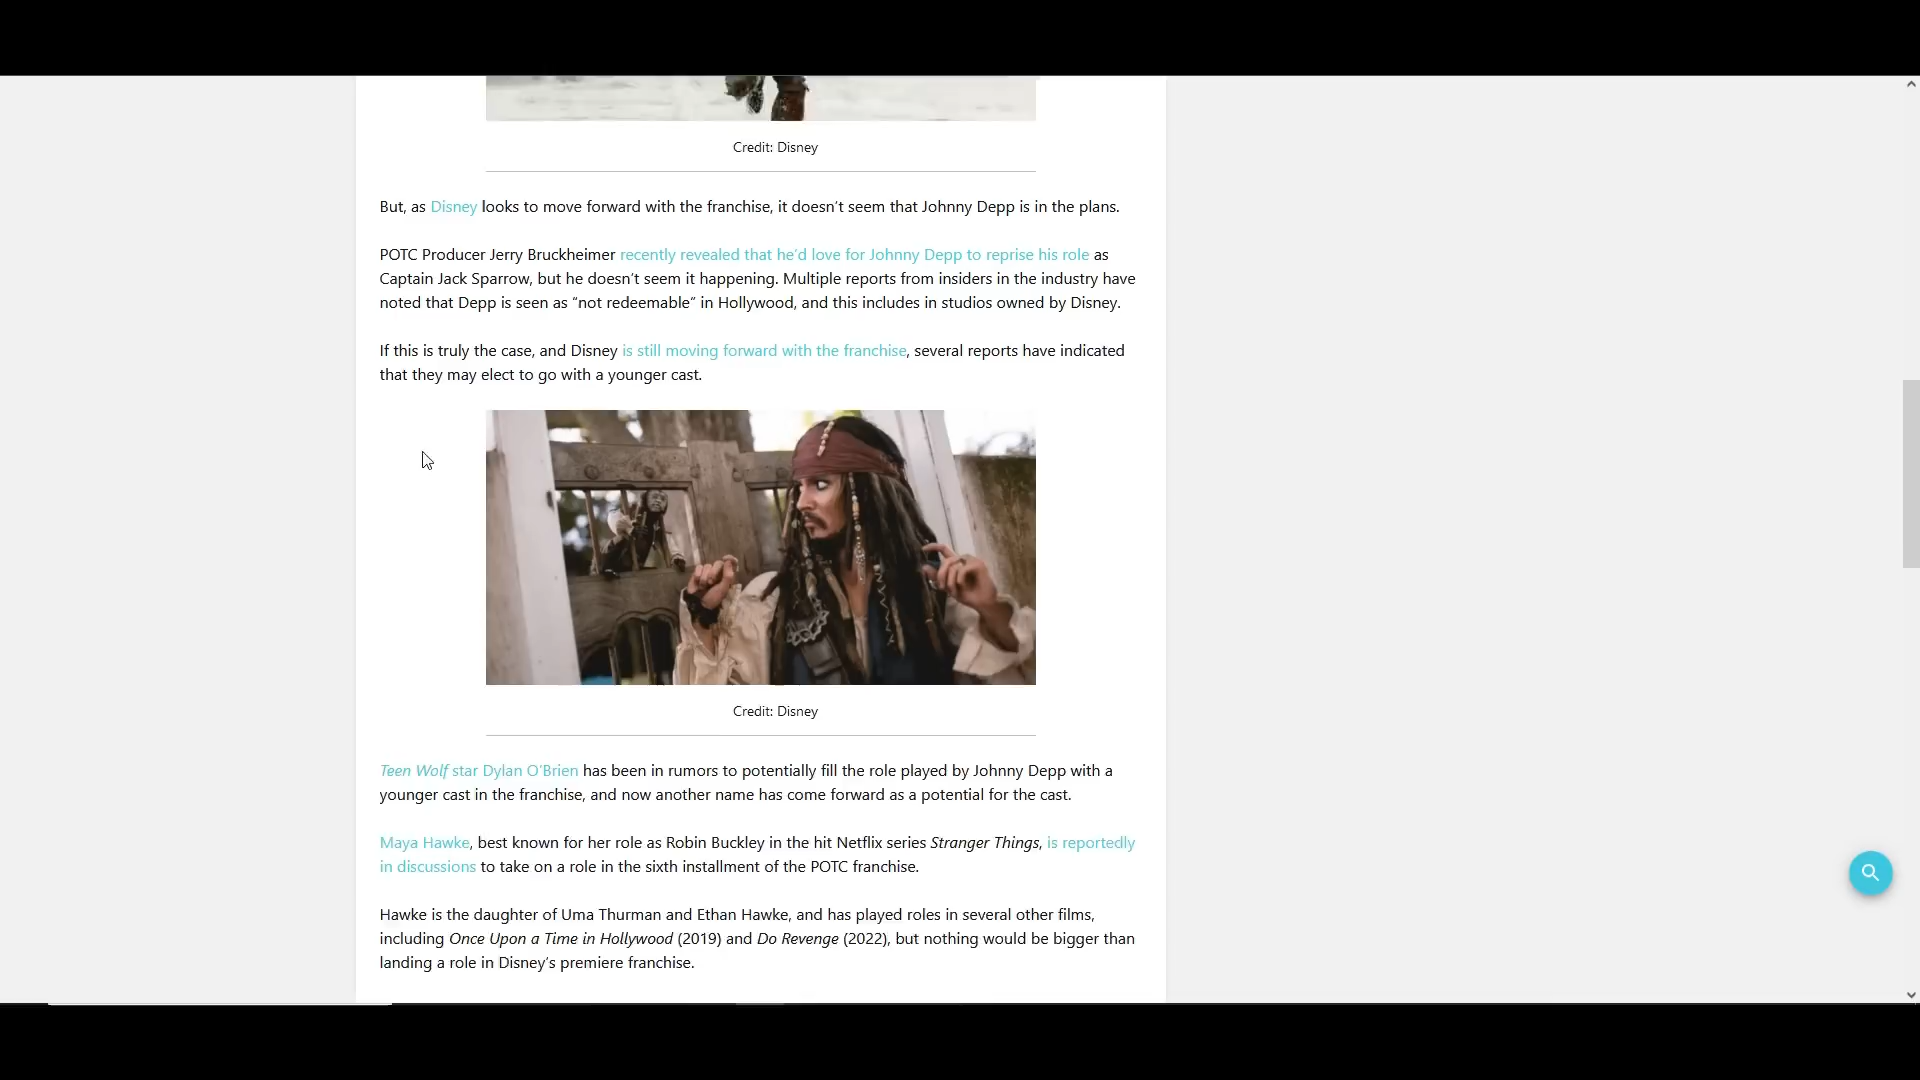 Credit: Disney
But, as Disney looks to move forward with the franchise, it doesn’t seem that Johnny Depp is in the plans.
POTC Producer Jerry Bruckheimer recently revealed that he’d love for Johnny Depp to reprise his role as
Captain Jack Sparrow, but he doesn’t seem it happening. Multiple reports from insiders in the industry have
noted that Depp is seen as “not redeemable” in Hollywood, and this includes in studios owned by Disney.
If this is truly the case, and Disney is still moving forward with the franchise, several reports have indicated
that they may elect to go with a younger cast.
Credit: Disney
Teen Wolf star Dylan O’Brien has been in rumors to potentially fill the role played by Johnny Depp with a
younger cast in the franchise, and now another name has come forward as a potential for the cast.
Maya Hawke, best known for her role as Robin Buckley in the hit Netflix series Stranger Things, is reportedly
in discussions to take on a role in the sixth installment of the POTC franchise.
Hawke is the daughter of Uma Thurman and Ethan Hawke, and has played roles in several other films,
including Once Upon a Time in Hollywood (2019) and Do Revenge (2022), but nothing would be bigger than
landing a role in Disney’s premiere franchise.